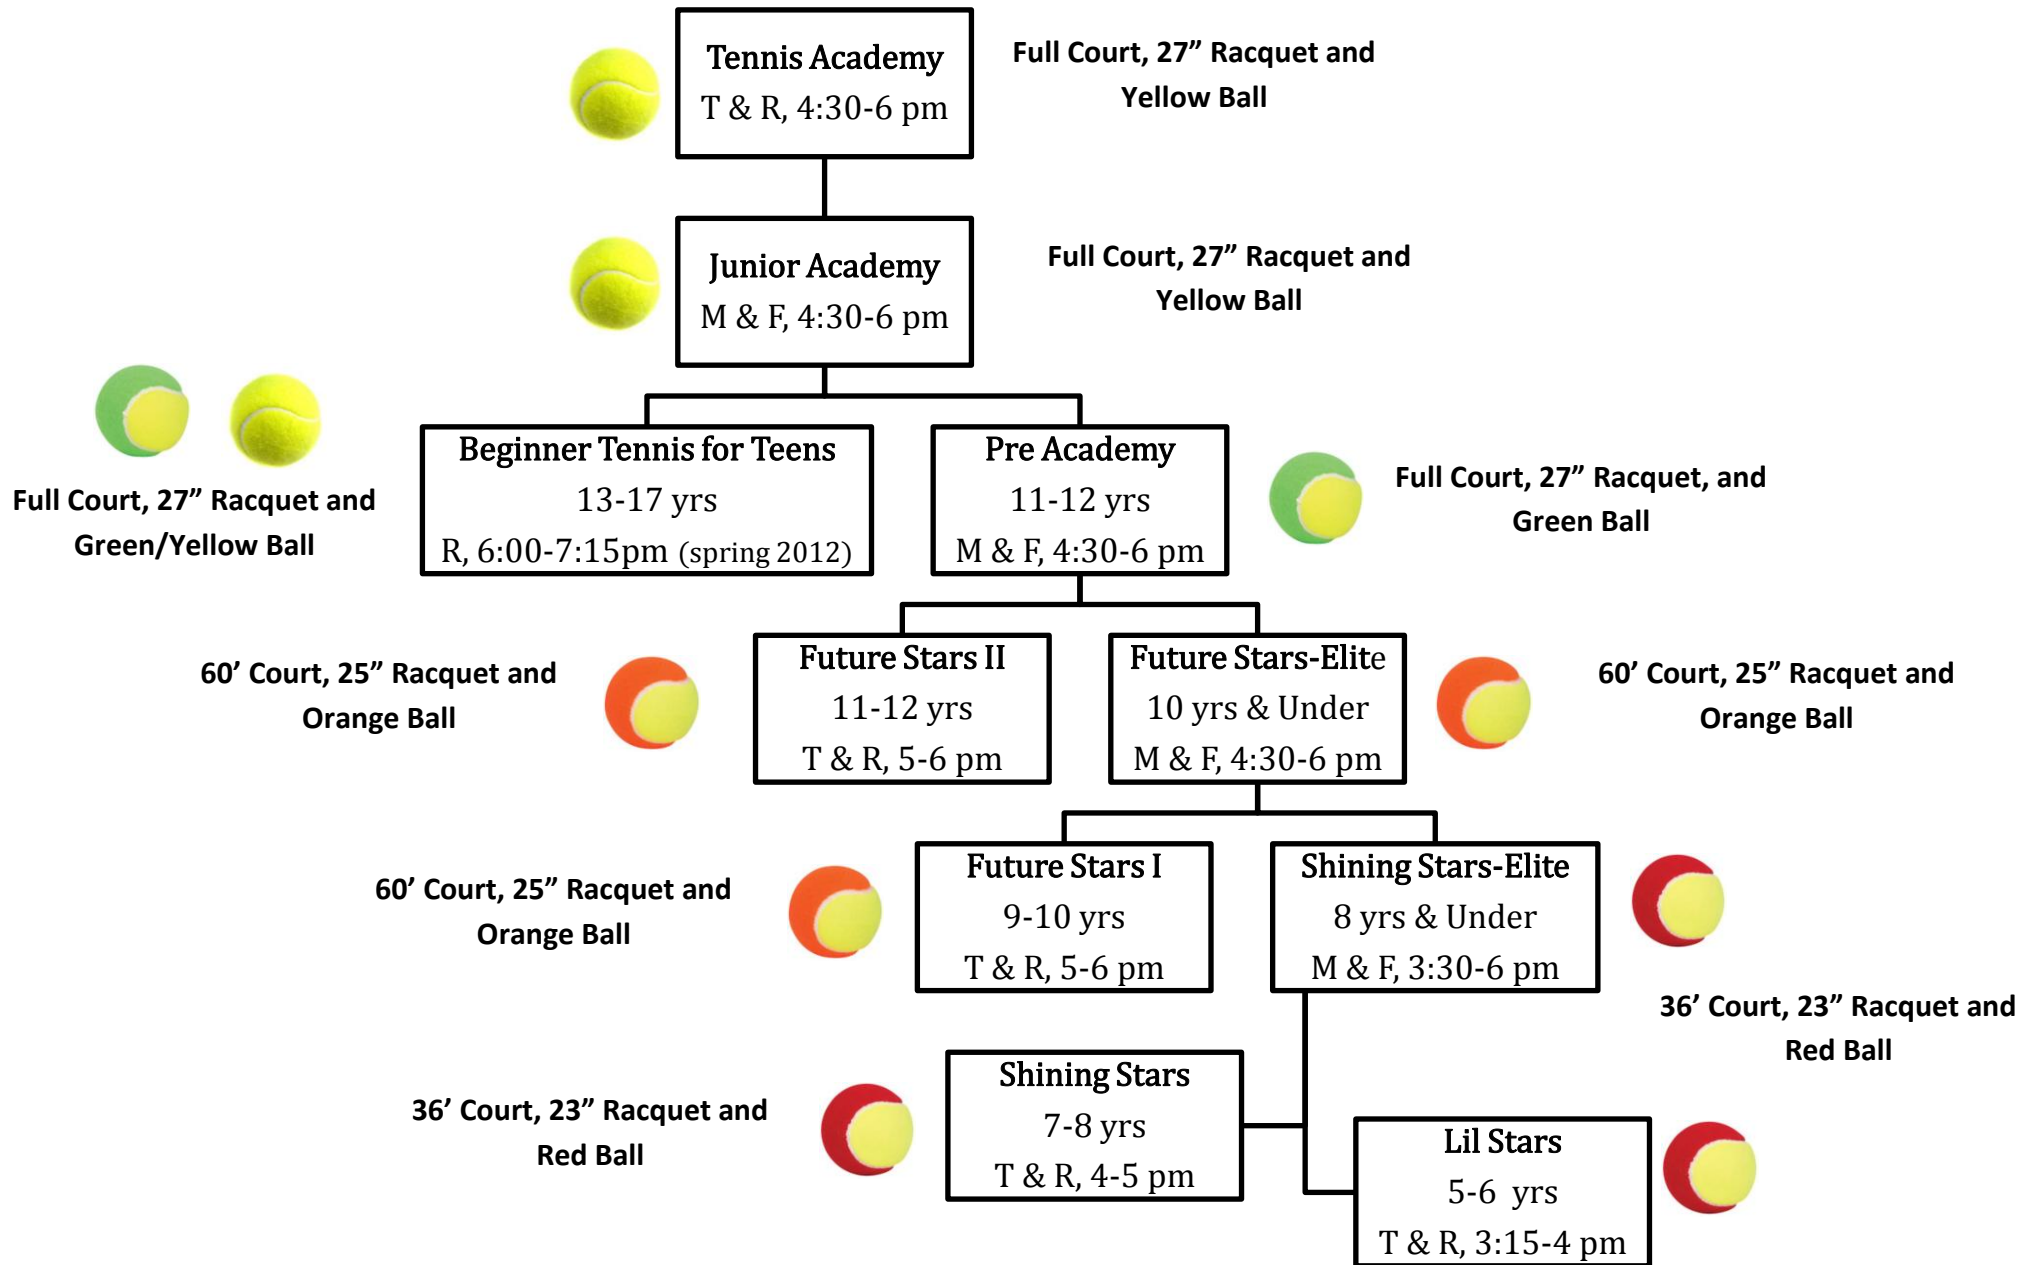 Tennis Academy
T & R, 4:30-6 pm
Full Court, 27” Racquet and
Yellow Ball
Junior Academy
M & F, 4:30-6 pm
Full Court, 27” Racquet and
Yellow Ball
Full Court, 27” Racquet and
Green/Yellow Ball
Beginner Tennis for Teens
13-17 yrs
R, 6:00-7:15pm (spring 2012)
Pre Academy
11-12 yrs
M & F, 4:30-6 pm
Full Court, 27” Racquet, and
Green Ball
60’ Court, 25” Racquet and
Orange Ball
Future Stars II
11-12 yrs
T & R, 5-6 pm
Future Stars-Elite
10 yrs & Under
M & F, 4:30-6 pm
60’ Court, 25” Racquet and
Orange Ball
60’ Court, 25” Racquet and
Orange Ball
Future Stars I
9-10 yrs
T & R, 5-6 pm
Shining Stars-Elite
8 yrs & Under
M & F, 3:30-6 pm
36’ Court, 23” Racquet and
Red Ball
36’ Court, 23” Racquet and
Red Ball
Shining Stars
7-8 yrs
T & R, 4-5 pm
Lil Stars
5-6 yrs
T & R, 3:15-4 pm